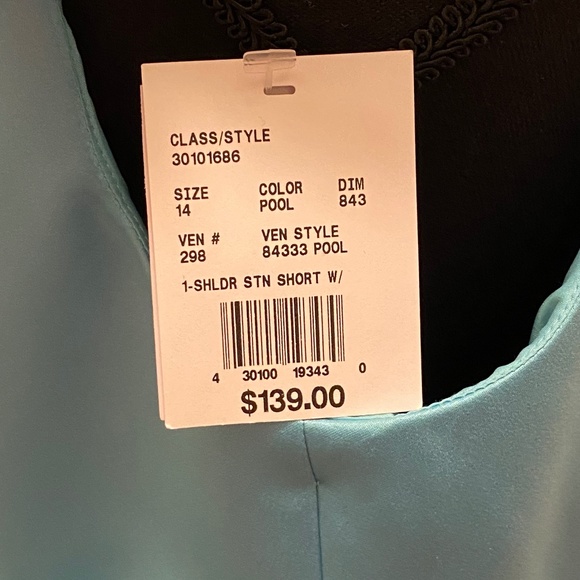 CLASS/STYLE
30101686
SIZE COLOR DIM
14 POOL 843
VEN # VEN STYLE
298 84333 POOL
1-SHLDR STN SHORT W/
4 30100 19343 0
$139.00